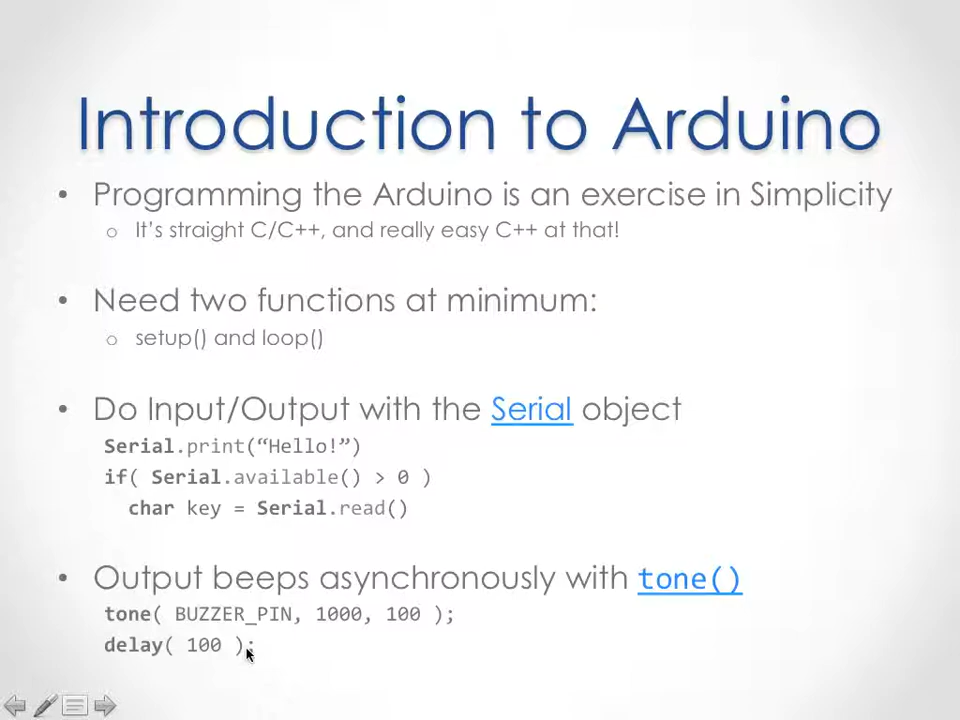 Introduction to Arduino
• Programming the Arduino is an exercise in Simplicity
o It's straight C/C++, and really easy C++ at that!
• Need two functions at minimum:
o setup() and loop()
• Do Input/Output with the Serial object
Serial.print(“Hello!”)
if( Serial.available() > 0 )
char key = Serial.read()
• Output beeps asynchronously with tone()
tone( BUZZER_PIN, 1000, 100 );
delay( 100 );